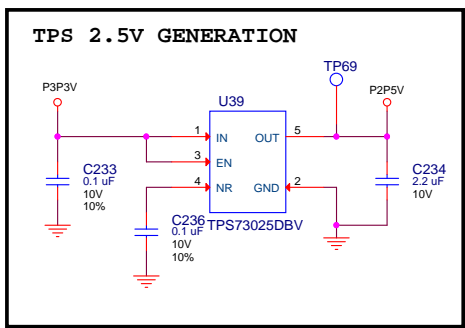 TPS 2.5V GENERATION
TP69
P3P3V
P2P5V
U39
1
IN
OUT
5
3
EN
4
NR
GND
2
C233
0.1 uF
10V
10%
C234
2.2 uF
10V
C236
0.1 uF
10V
10%
TPS73025DBV